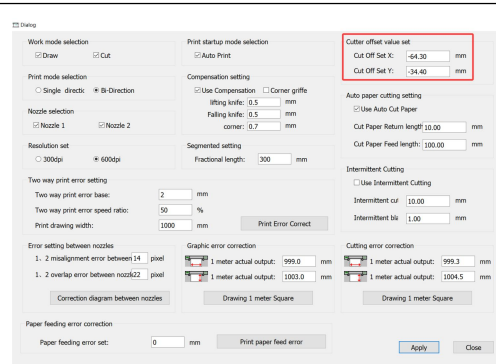 Dialog
Work mode selection
Draw
Cut
Print mode selection
Single directic
Bi-Direction
Nozzle selection
Nozzle 1
Nozzle 2
Resolution set
300dpi
600dpi
Print startup mode selection
Auto Print
Compensation setting
Use Compensation
Corner griffe
lifting knife: 0.5 mm
Falling knife: 0.5 mm
corner: 0.7 mm
Segmented setting
Fractional length: 300 mm
Cutter offset value set
Cut Off Set X: -64.30 mm
Cut Off Set Y: -34.40 mm
Auto paper cutting setting
Use Auto Cut Paper
Cut Paper Return lengt 10.00 mm
Cut Paper Feed length: 100.00 mm
Intermittent Cutting
Use Intermittent Cutting
Intermittent cu 10.00 mm
Intermittent bla 1.00 mm
Two way print error setting
Two way print error base: 2 mm
Two way print error speed ratio: 50 %
Print drawing width: 1000 mm
Print Error Correct
Error setting between nozzles
1、2 misalignment error between 14 pixel
1、2 overlap error between nozzl 22 pixel
Correction diagram between nozzles
Graphic error correction
1 meter actual output: 999.0 mm
1 meter actual output: 1003.0 mm
Drawing 1 meter Square
Cutting error correction
1 meter actual output: 999.3 mm
1 meter actual output: 1004.5 mm
Drawing 1 meter Square
Paper feeding error correction
Paper feeding error set: 0 mm
Print paper feed error
Apply
Close